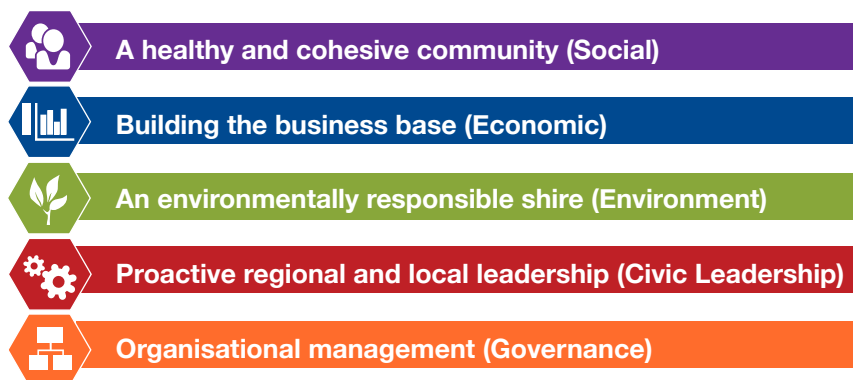 A healthy and cohesive community (Social)
Building the business base (Economic)
An environmentally responsible shire (Environment)
Proactive regional and local leadership (Civic Leadership)
Organisational management (Governance)